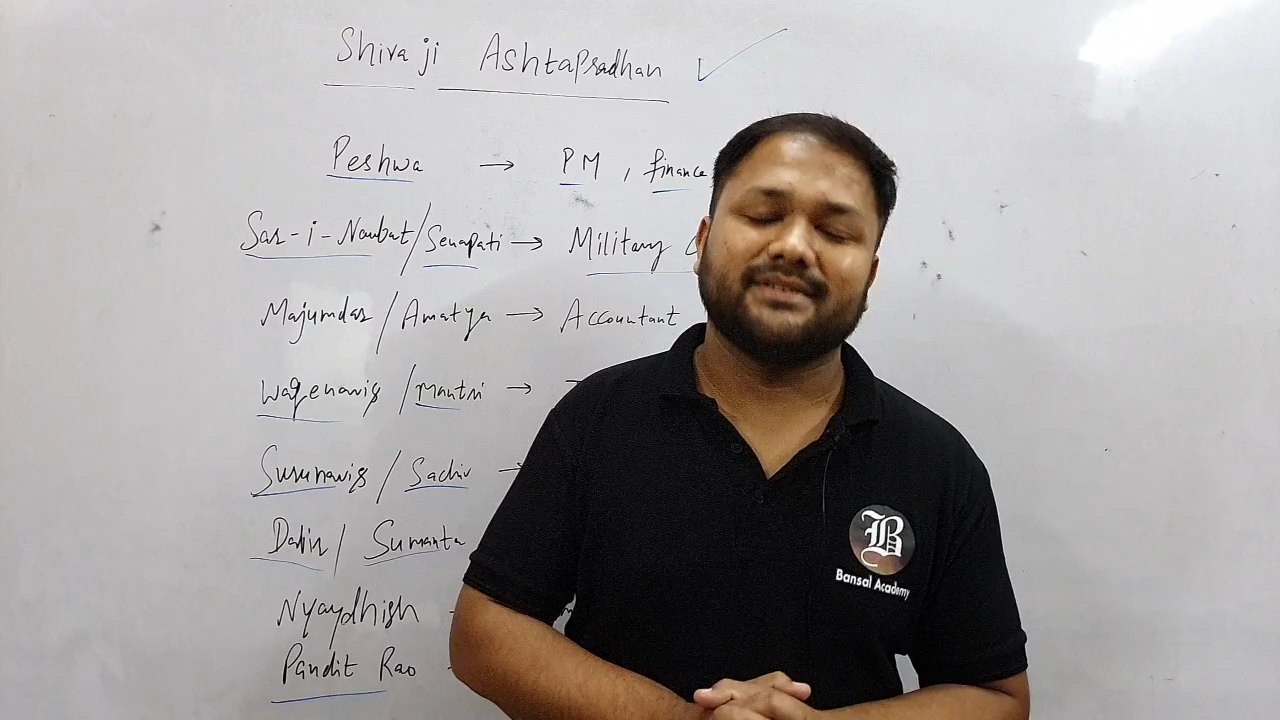 Shivaji Ashtapradhan ✓
Peshwa → PM, finance
Sar-i-Naubat/Senapati → Military
Majumdar/Amatya → Accountant
Waqenavis/Mantri →
Surunavis/Sachiv →
Dabir/Sumanta
Nyaydhish
Pandit Rao
B
Bansal Academy